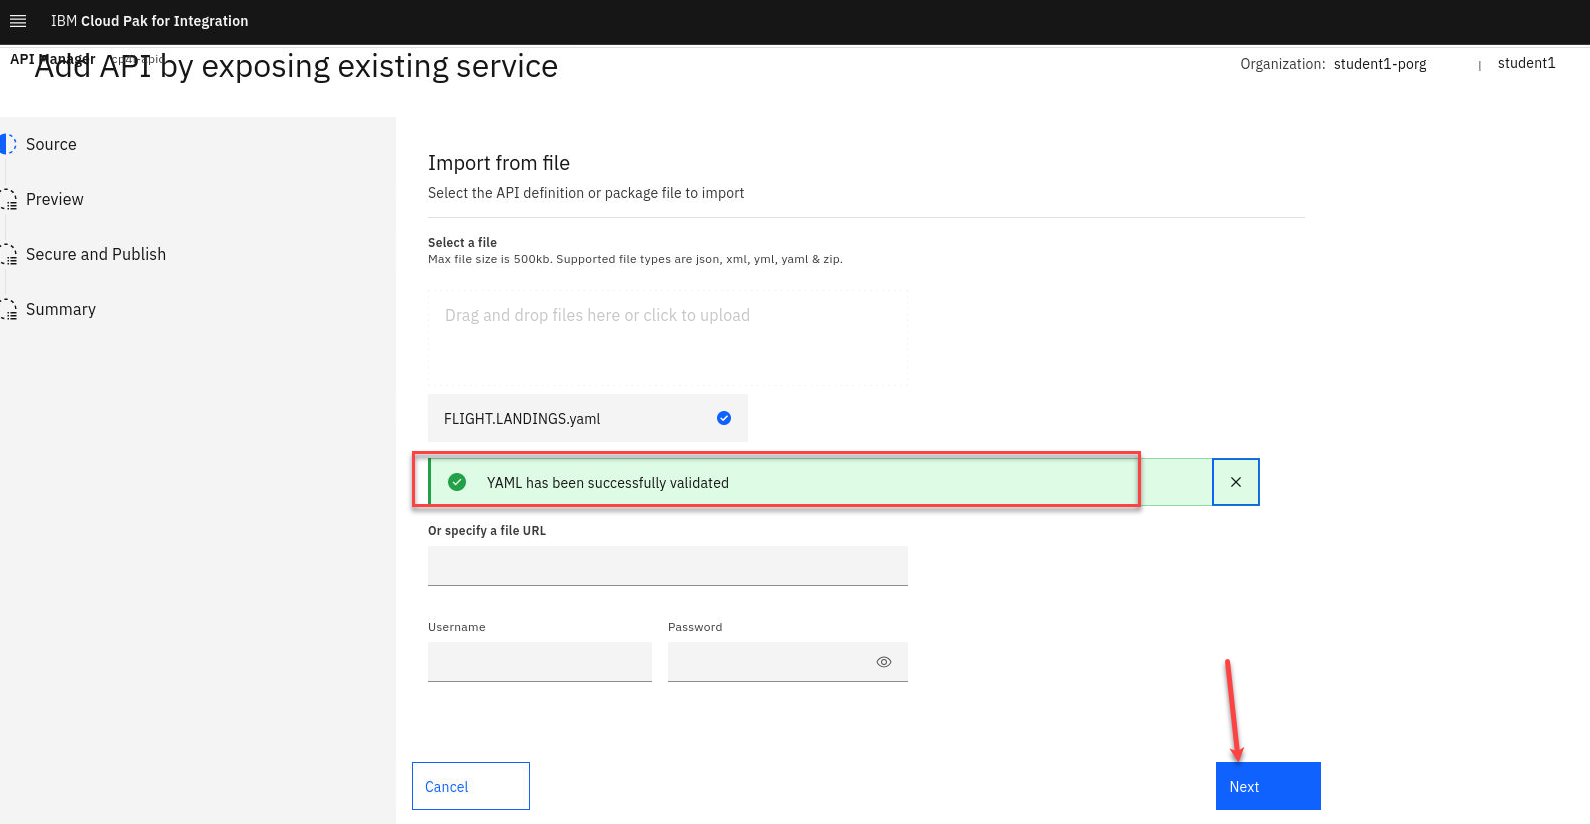 IBM Cloud Pak for Integration
API Manager cp4i-apic
Add API by exposing existing service
Organization: student1-porg | student1
Source
Preview
Secure and Publish
Summary
Import from file
Select the API definition or package file to import
Select a file
Max file size is 500kb. Supported file types are json, xml, yml, yaml & zip.
Drag and drop files here or click to upload
FLIGHT.LANDINGS.yaml
YAML has been successfully validated
Or specify a file URL
Username Password
Cancel Next